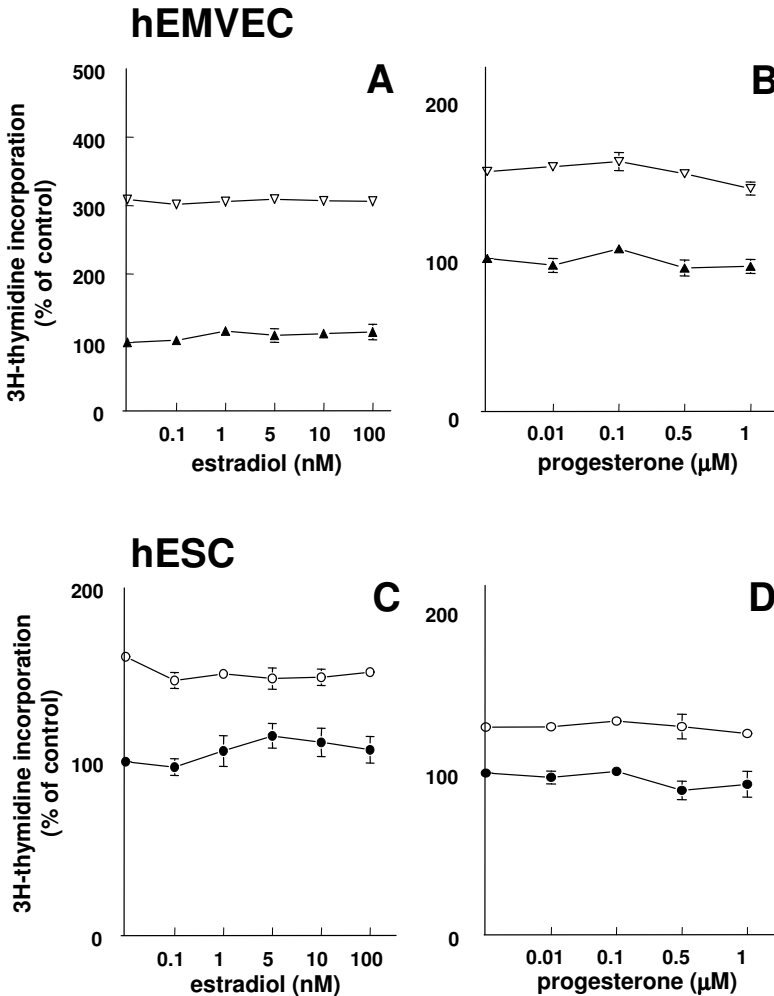 hEMVEC
A
500
400
300
200
100
0
3H-thymidine incorporation
(% of control)
0.1 1 5 10 100
estradiol (nM)
B
200
100
0
0.01 0.1 0.5 1
progesterone (μM)
hESC
C
200
100
0
3H-thymidine incorporation
(% of control)
0.1 1 5 10 100
estradiol (nM)
D
200
100
0
0.01 0.1 0.5 1
progesterone (μM)